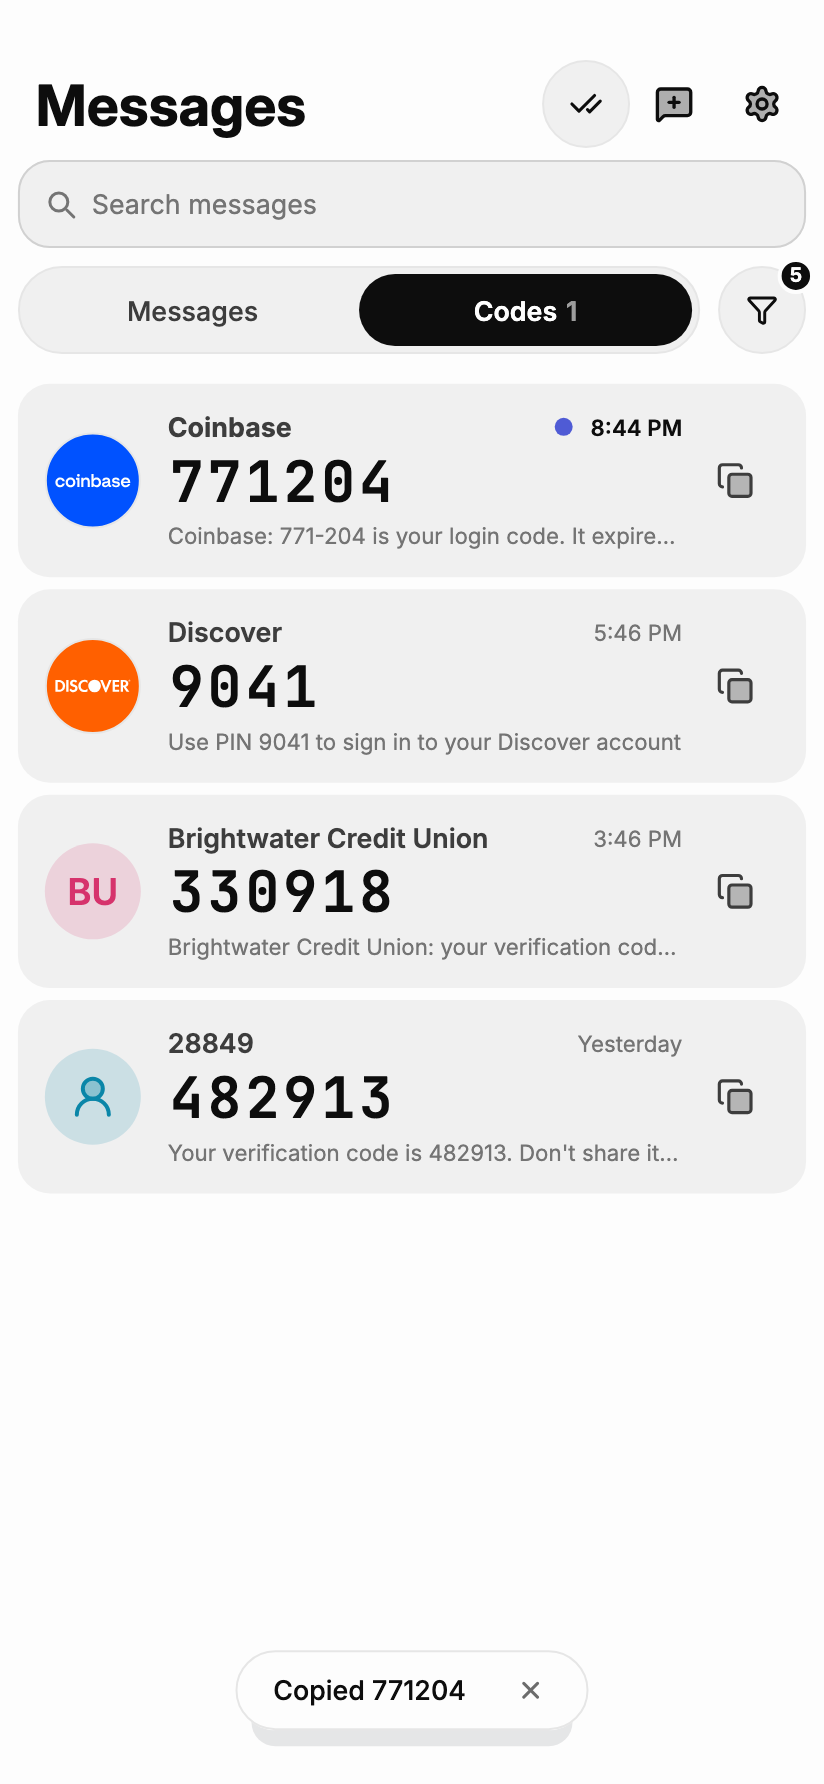 Messages
Search messages
Messages
Codes 1
5
Coinbase
8:44 PM
coinbase
771204
Coinbase: 771-204 is your login code. It expire...
Discover
5:46 PM
DISCOVER
9041
Use PIN 9041 to sign in to your Discover account
Brightwater Credit Union
3:46 PM
BU
330918
Brightwater Credit Union: your verification cod...
28849
Yesterday
482913
Your verification code is 482913. Don't share it...
Copied 771204